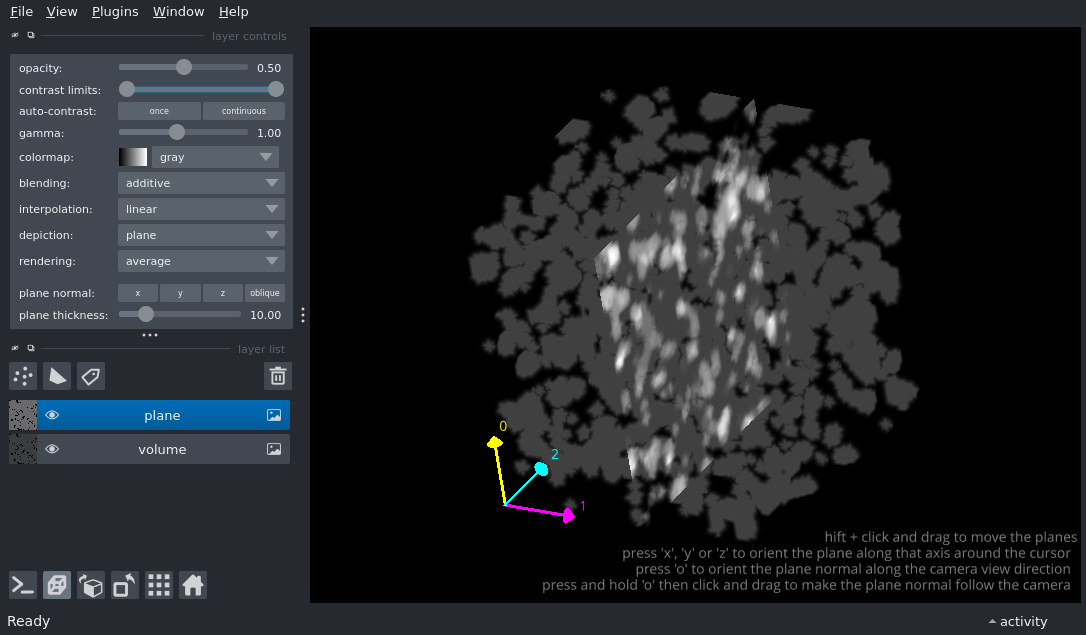 File View Plugins Window Help
layer controls
opacity: 0.50
contrast limits:
auto-contrast: once continuous
gamma: 1.00
colormap: gray
blending: additive
interpolation: linear
depiction: plane
rendering: average
plane normal: x y z oblique
plane thickness: 10.00
layer list
plane
volume
0
2
1
hift + click and drag to move the planes
press 'x', 'y' or 'z' to orient the plane along that axis around the cursor
press 'o' to orient the plane normal along the camera view direction
press and hold 'o' then click and drag to make the plane normal follow the camera
Ready activity